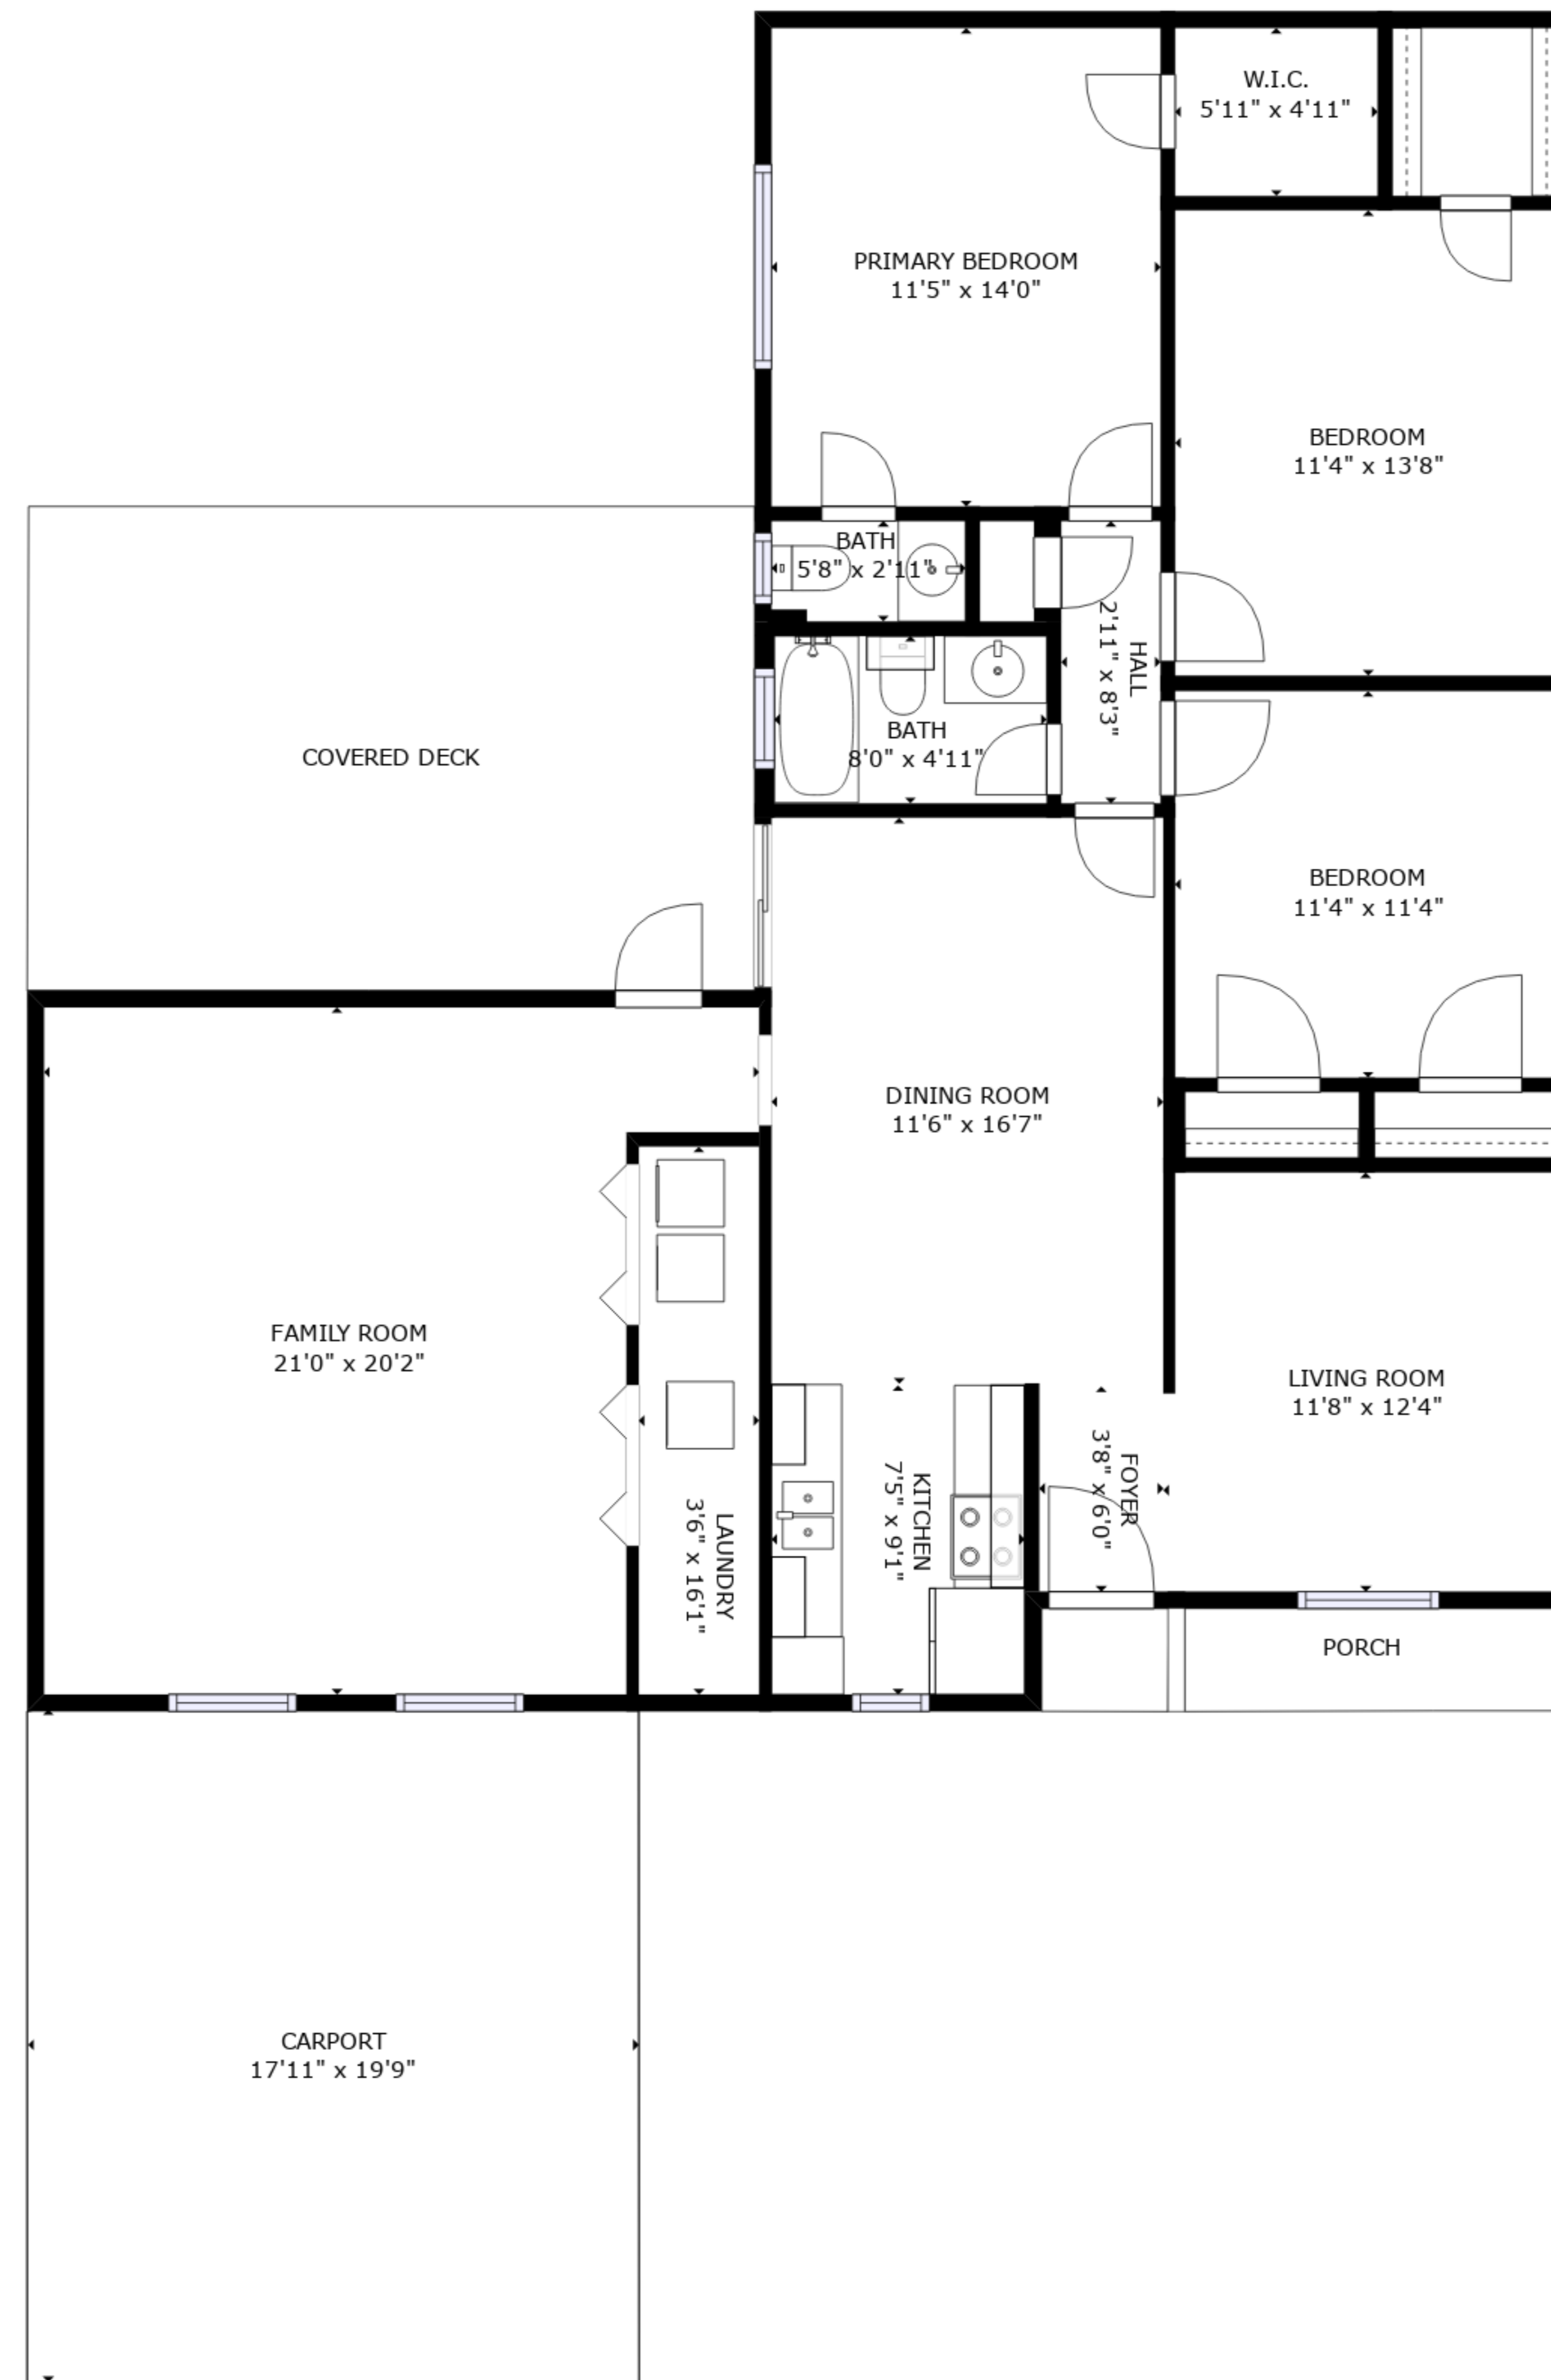 W.I.C.
5'11" x 4'11"
PRIMARY BEDROOM
11'5" x 14'0"
BEDROOM
11'4" x 13'8"
BATH
5'8" x 2'11"
HALL
2'11" x 8'3"
BATH
8'0" x 4'11"
COVERED DECK
BEDROOM
11'4" x 11'4"
DINING ROOM
11'6" x 16'7"
FAMILY ROOM
21'0" x 20'2"
LIVING ROOM
11'8" x 12'4"
LAUNDRY
3'6" x 16'1"
KITCHEN
7'5" x 9'1"
FOYER
3'8" x 6'0"
PORCH
CARPORT
17'11" x 19'9"